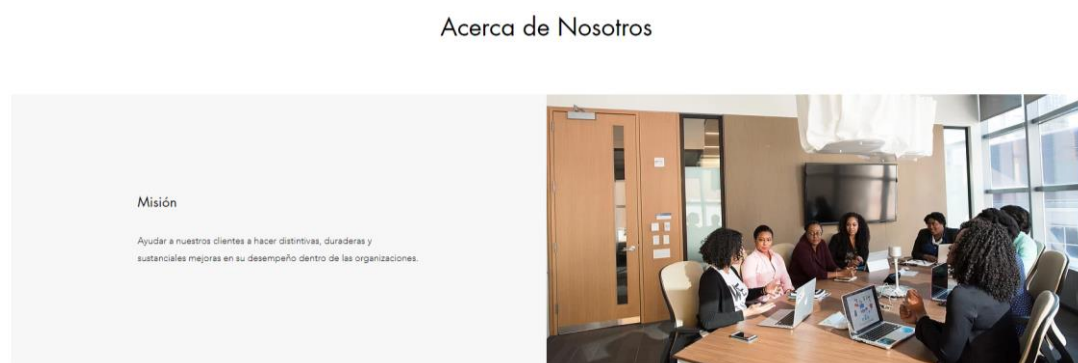 Acerca de Nosotros
Misión
Ayudar a nuestros clientes a hacer distintivas, duraderas y
sustanciales mejoras en su desempeño dentro de las organizaciones.